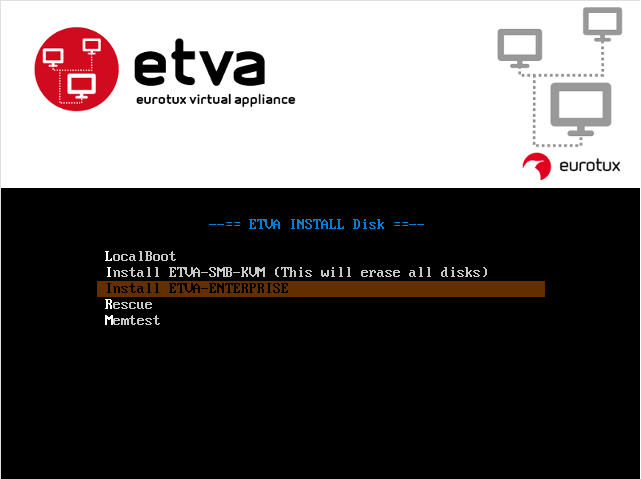 etva
eurotux virtual appliance
eurotux
--== ETVA INSTALL Disk ==--
LocalBoot
Install ETVA-SMB-KVM (This will erase all disks)
Install ETVA-ENTERPRISE
Rescue
Memtest